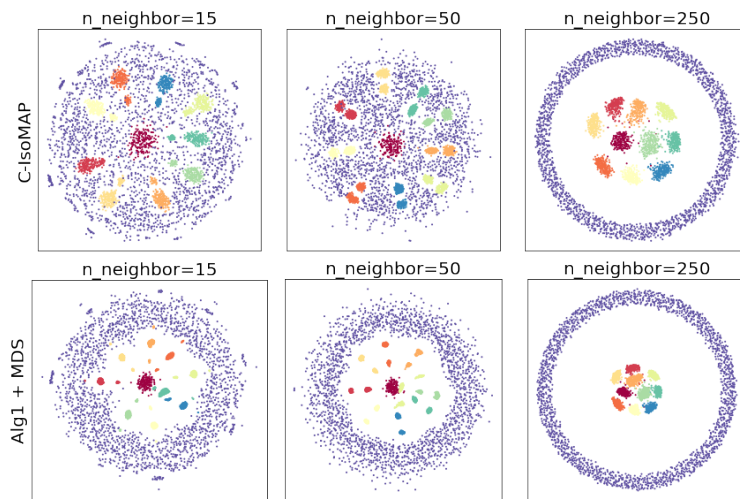 n_neighbor=15
n_neighbor=50
n_neighbor=250
C-IsoMAP
n_neighbor=15
n_neighbor=50
n_neighbor=250
Alg1 + MDS